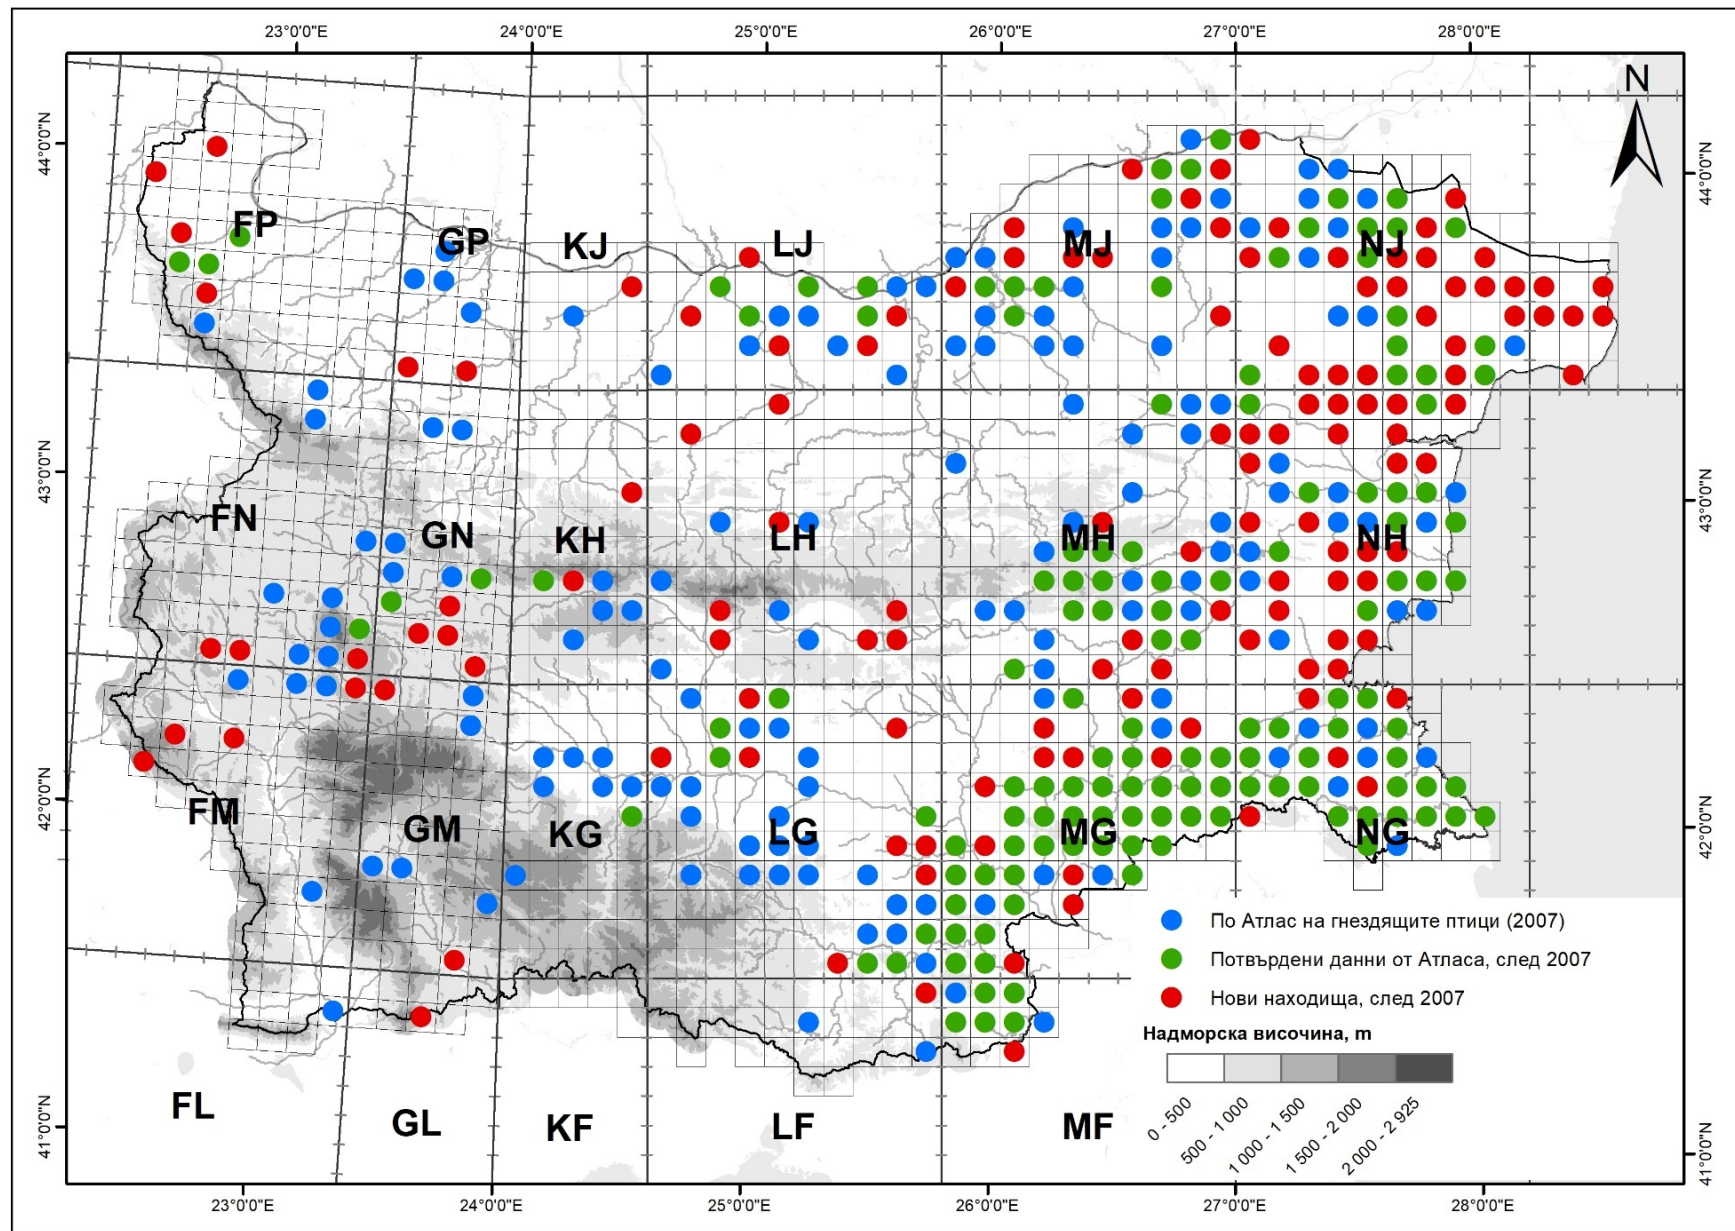 23°0'0"E 24°0'0"E 25°0'0"E 26°0'0"E 27°0'0"E 28°0'0"E
N
44°0'0"N
44°0'0"N
FP GP KJ LJ MJ NJ
43°0'0"N
43°0'0"N
FN GN KH LH MH NH
42°0'0"N
42°0'0"N
FM GM KG LG MG NG
По Атлас на гнездящите птици (2007)
Потвърдени данни от Атласа, след 2007
Нови находища, след 2007
Надморска височина, m
0 - 500
500 - 1 000
1 000 - 1 500
1 500 - 2 000
2 000 - 2 925
FL GL KF LF MF
41°0'0"N
41°0'0"N
23°0'0"E 24°0'0"E 25°0'0"E 26°0'0"E 27°0'0"E 28°0'0"E